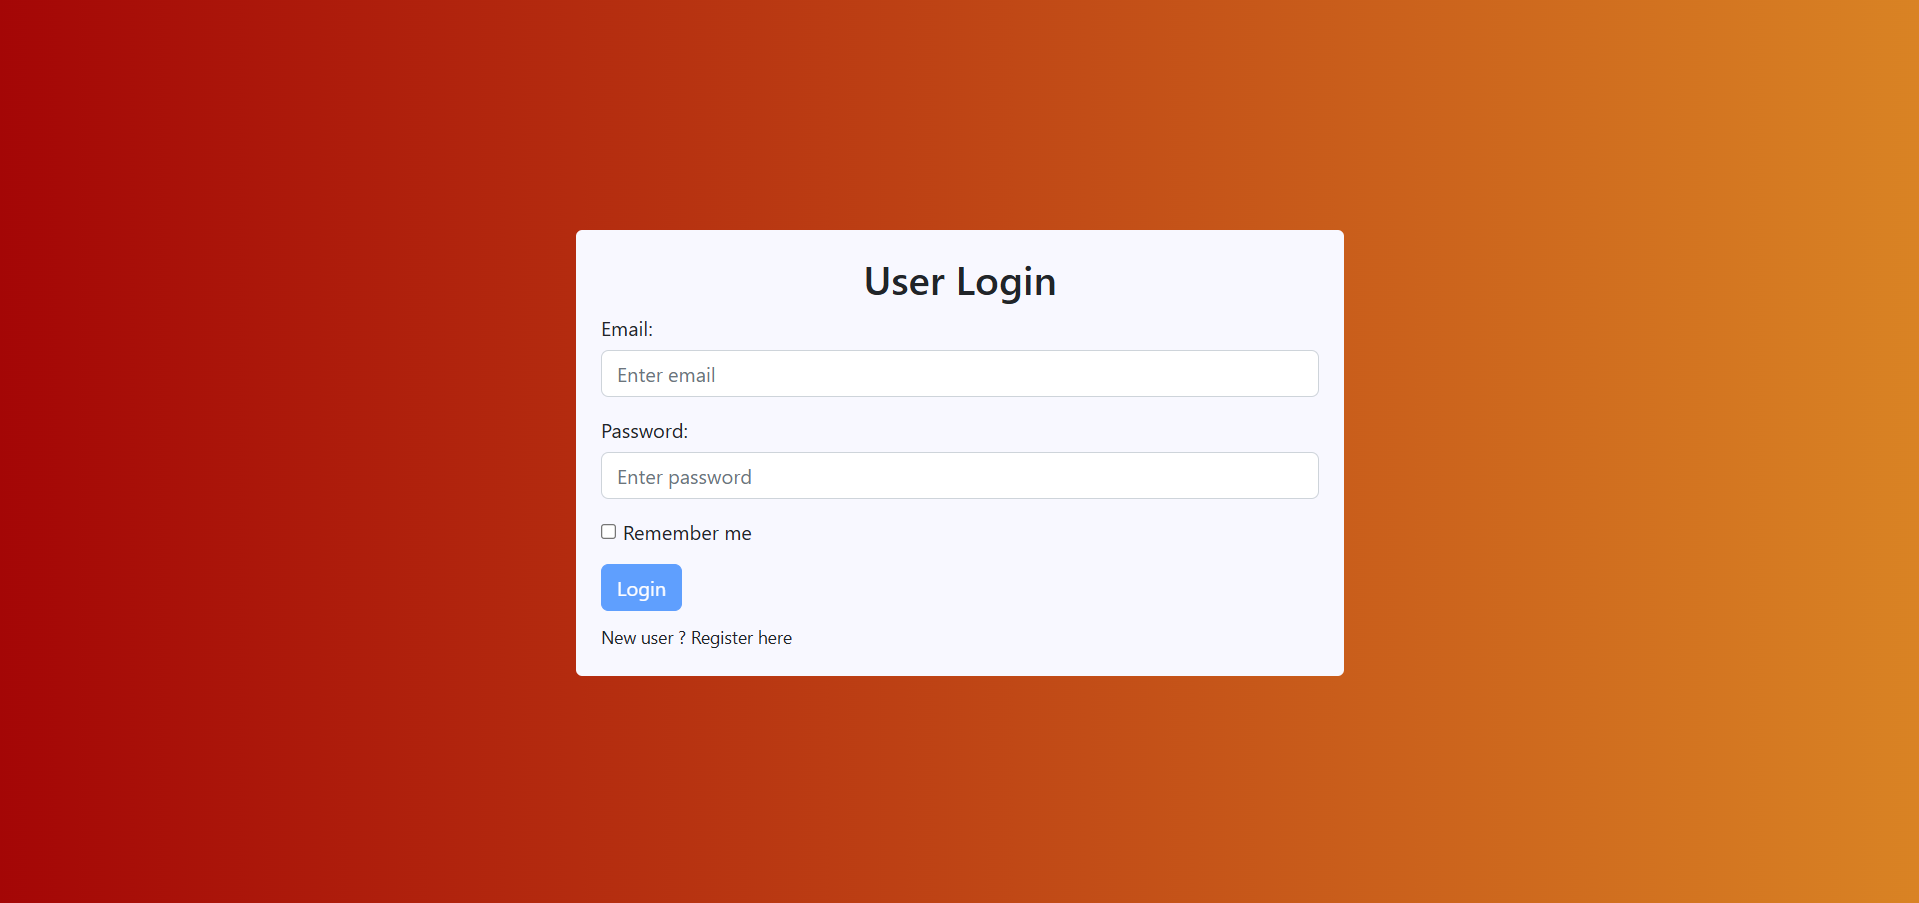 User Login
Email:
Enter email
Password:
Enter password
Remember me
Login
New user ? Register here